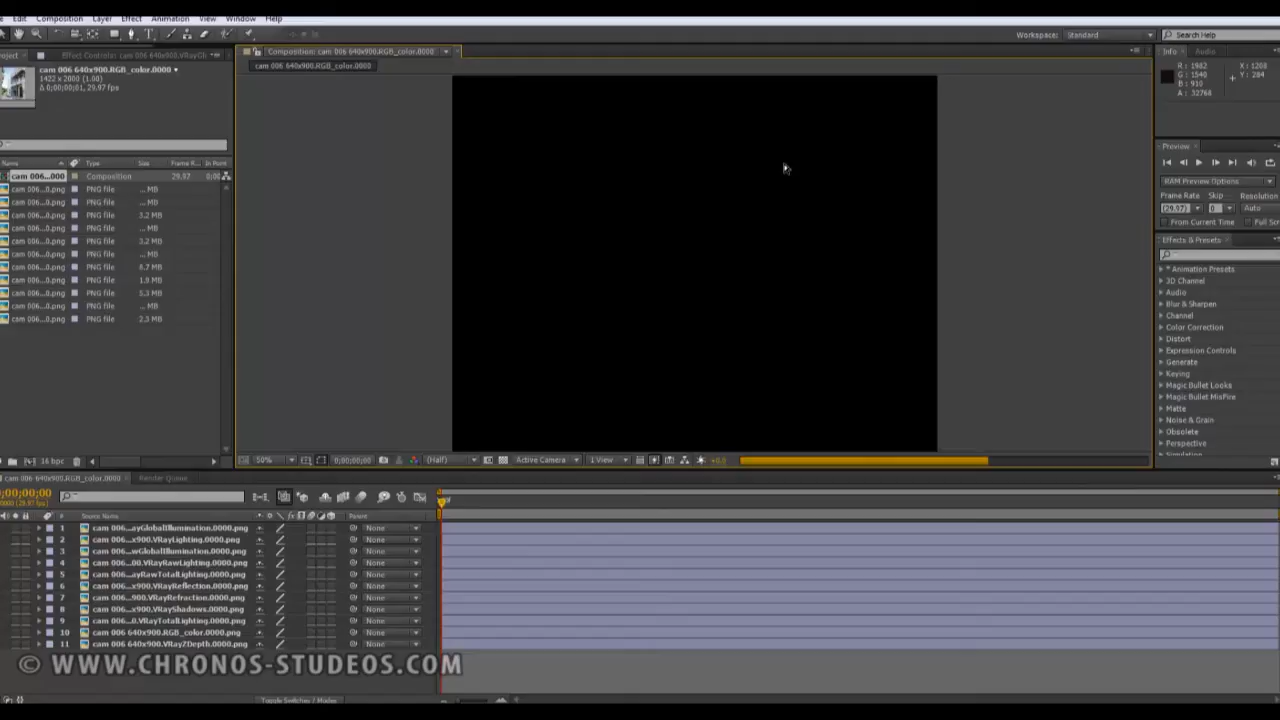 Edit Composition Layer Effect Animation View Window Help
Workspace: Standard
Search Help
Effect Controls: cam 006 640x900.VRayGl
Composition: cam 006 640x900.RGB_color.0000
Info Audio
cam 006 640x900.RGB_color.0000
1422 x 2000 (1.00)
Δ 0;00;00;01, 29.97 fps
cam 006 640x900.RGB_color.0000
R: 1982
G: 1540
B: 910
A: 32768
X: 1208
Y: 284
Preview
RAM Preview Options
Frame Rate Skip Resolution
(29.97) 0 Auto
From Current Time Full Scr
Name Type Size Frame R... In Point
cam 006...000 Composition 29.97 0;00
cam 006...0.png PNG file ... MB
cam 006...0.png PNG file ... MB
cam 006...0.png PNG file 3.2 MB
cam 006...0.png PNG file ... MB
cam 006...0.png PNG file 3.2 MB
cam 006...0.png PNG file ... MB
cam 006...0.png PNG file 8.7 MB
cam 006...0.png PNG file 1.9 MB
cam 006...0.png PNG file 5.3 MB
cam 006...0.png PNG file ... MB
cam 006...0.png PNG file 2.3 MB
Effects & Presets
* Animation Presets
3D Channel
Audio
Blur & Sharpen
Channel
Color Correction
Distort
Expression Controls
Generate
Keying
Magic Bullet Looks
Magic Bullet MisFire
Matte
Noise & Grain
Obsolete
Perspective
16 bpc
50% 0;00;00;00 (Half) Active Camera 1 View +0.0
cam 006 640x900.RGB_color.0000 Render Queue
0;00;00;00
0000 (29.97 fps)
# Source Name Parent
1 cam 006...ayGlobalIllumination.0000.png None
2 cam 006...x900.VRayLighting.0000.png None
3 cam 006...wGlobalIllumination.0000.png None
4 cam 006...00.VRayRawLighting.0000.png None
5 cam 006...ayRawTotalLighting.0000.png None
6 cam 006...x900.VRayReflection.0000.png None
7 cam 006...900.VRayRefraction.0000.png None
8 cam 006...x900.VRayShadows.0000.png None
9 cam 006...0.VRayTotalLighting.0000.png None
10 cam 006 640x900.RGB_color.0000.png None
11 cam 006 640x900.VRayZDepth.0000.png None
© WWW.CHRONOS-STUDEOS.COM
Toggle Switches / Modes